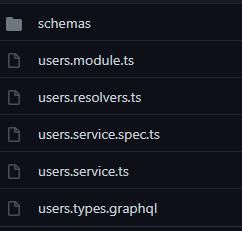 schemas
users.module.ts
users.resolvers.ts
users.service.spec.ts
users.service.ts
users.types.graphql